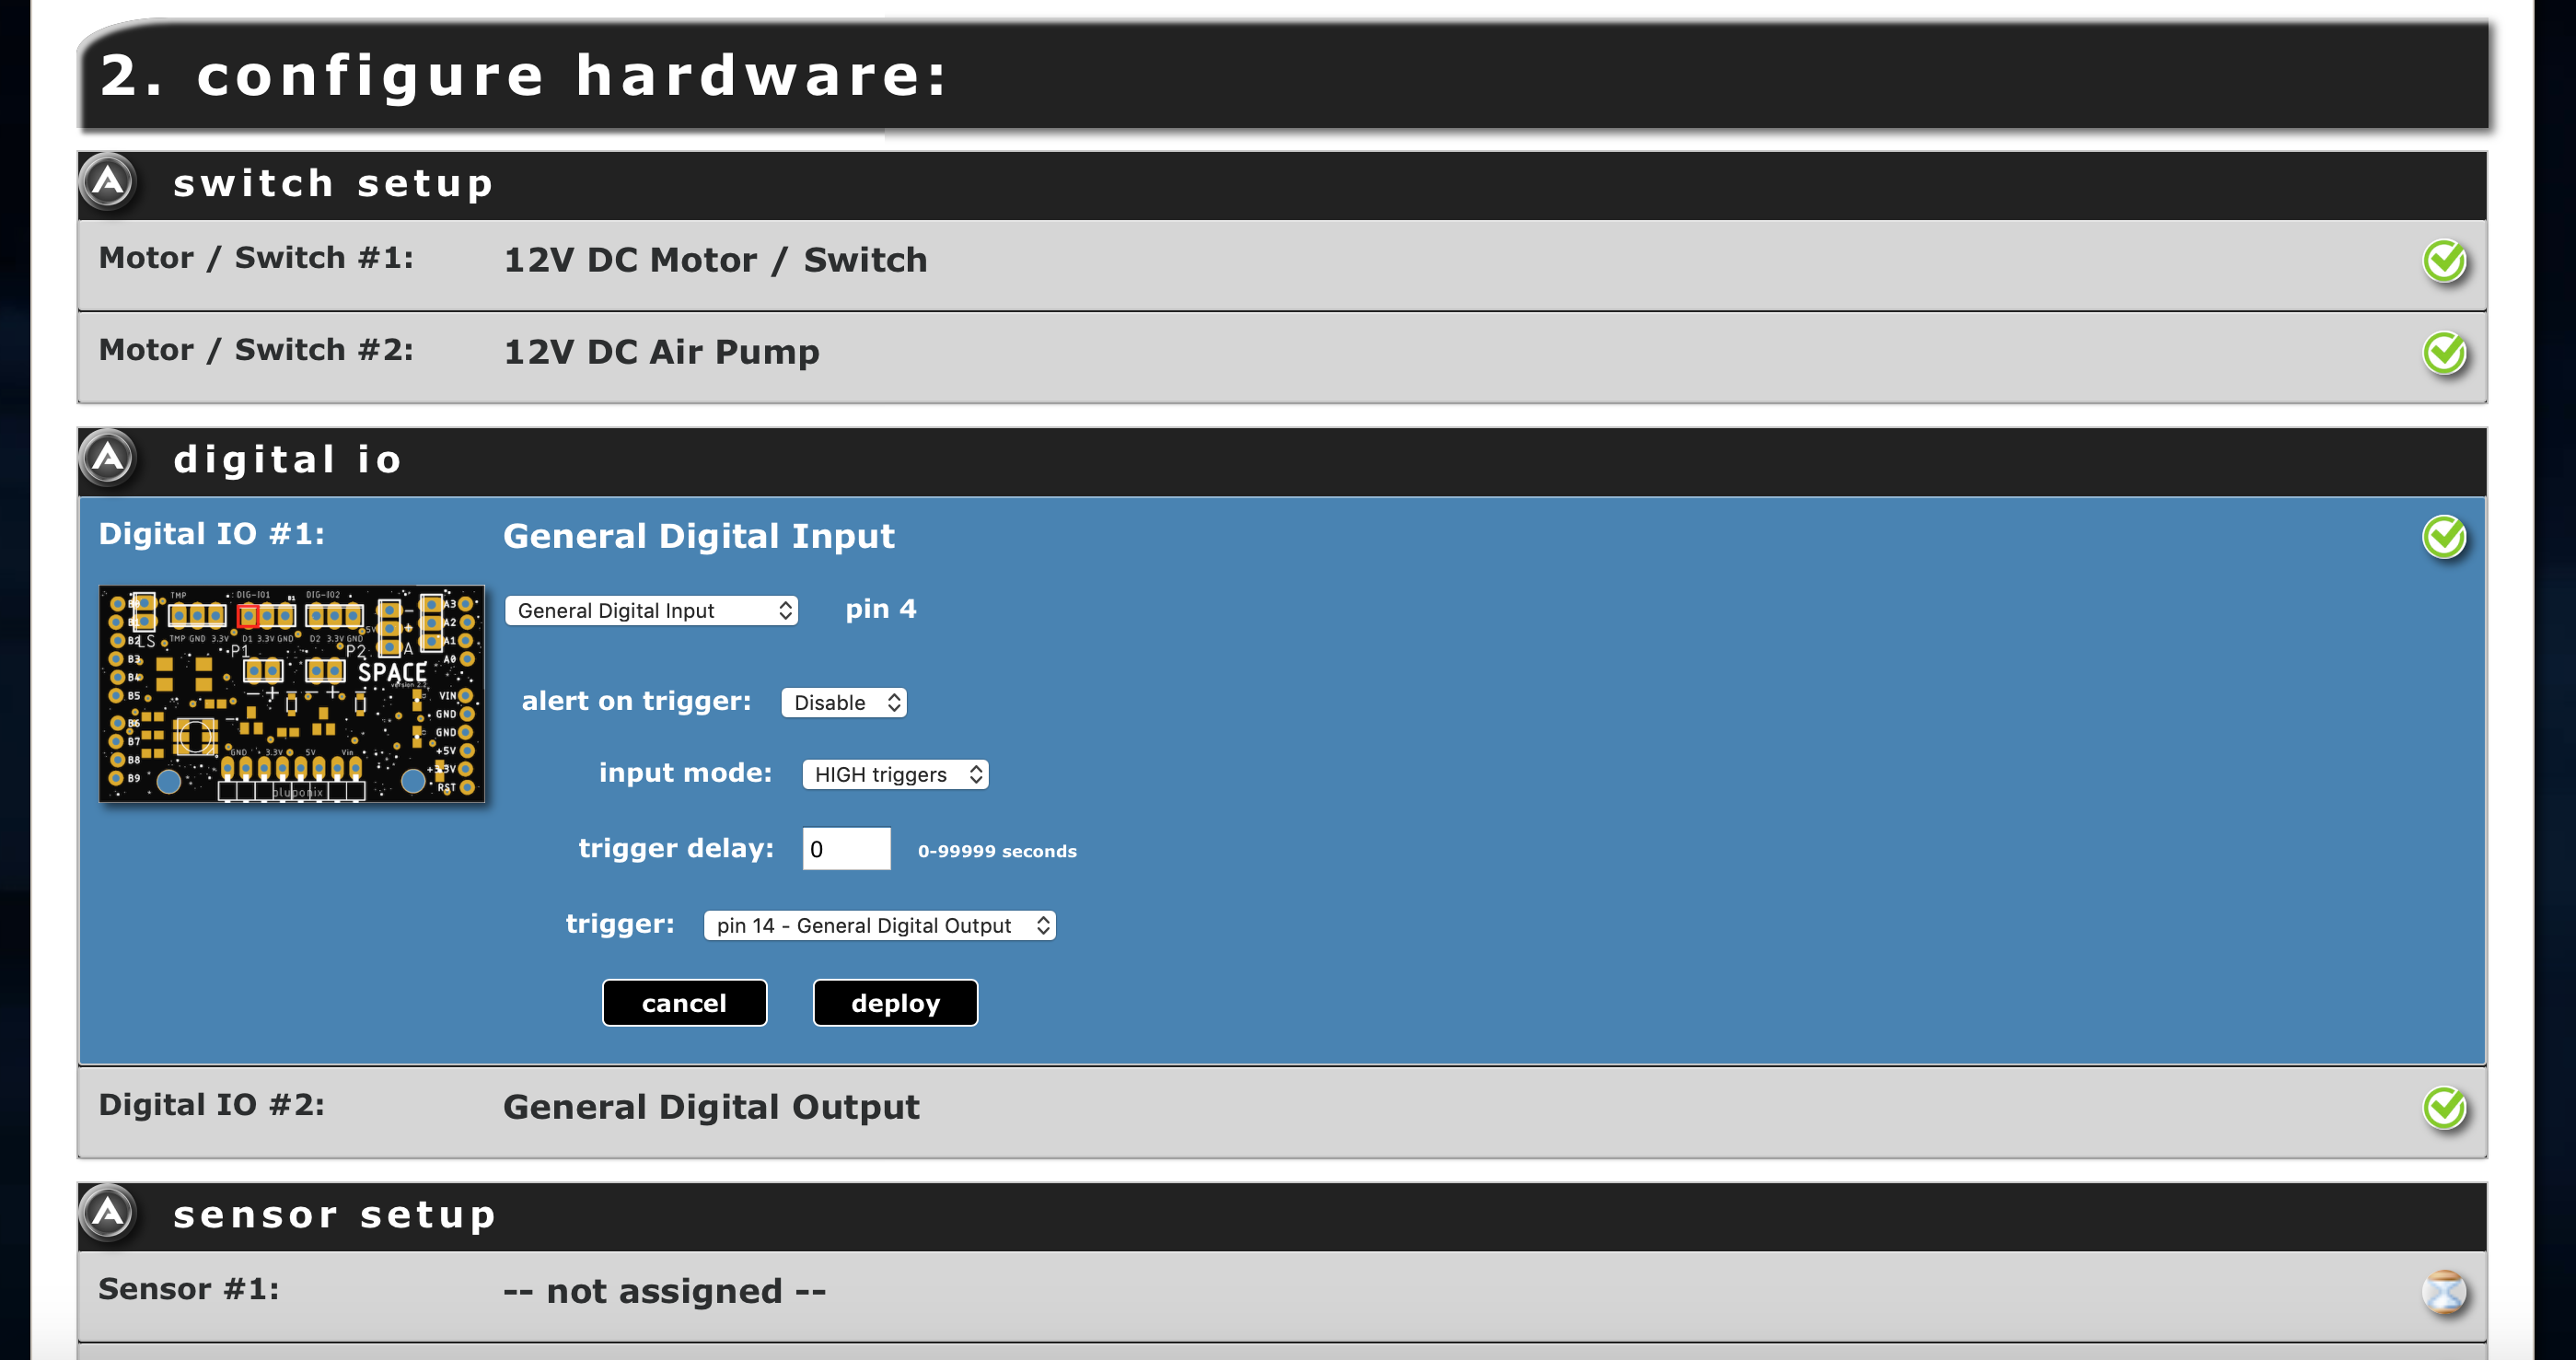 2. configure hardware:
switch setup
Motor / Switch #1: 12V DC Motor / Switch
Motor / Switch #2: 12V DC Air Pump
digital io
Digital IO #1: General Digital Input
TMP DIG-IO1 B1 DIG-IO2
TMP GND 3.3V D1 3.3V GND D2 3.3V GND
LS P1 P2 5V A
SPACE
B2
B3
B4
B5
B6
B7
B8
B9
A3
A2
A1
A0
VIN
GND
GND
+5V
+3.3V
RST
GND 3.3V 5V Vin
pluponix
General Digital Input pin 4
alert on trigger: Disable
input mode: HIGH triggers
trigger delay: 0 0-99999 seconds
trigger: pin 14 - General Digital Output
cancel deploy
Digital IO #2: General Digital Output
sensor setup
Sensor #1: -- not assigned --